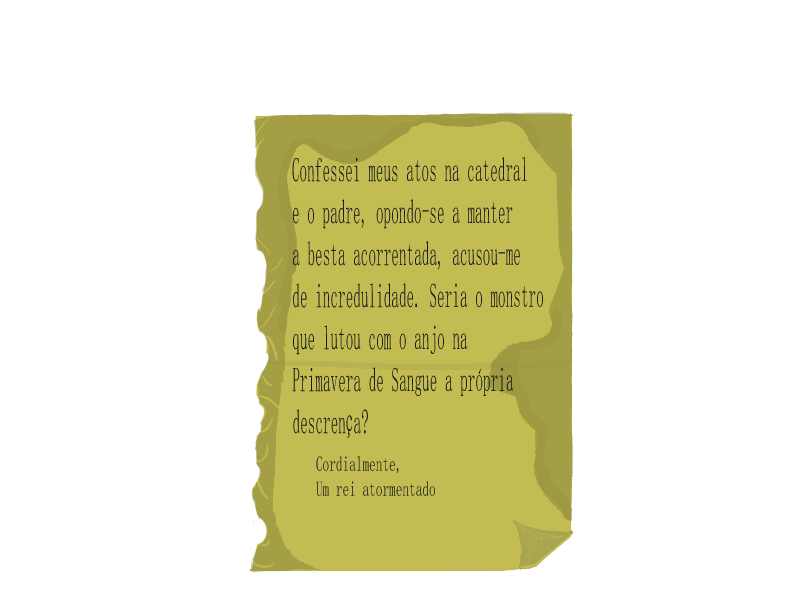 Confessei meus atos na catedral
e o padre, opondo-se a manter
a besta acorrentada, acusou-me
de incredulidade. Seria o monstro
que lutou com o anjo na
Primavera de Sangue a própria
descrença?
Cordialmente,
Um rei atormentado